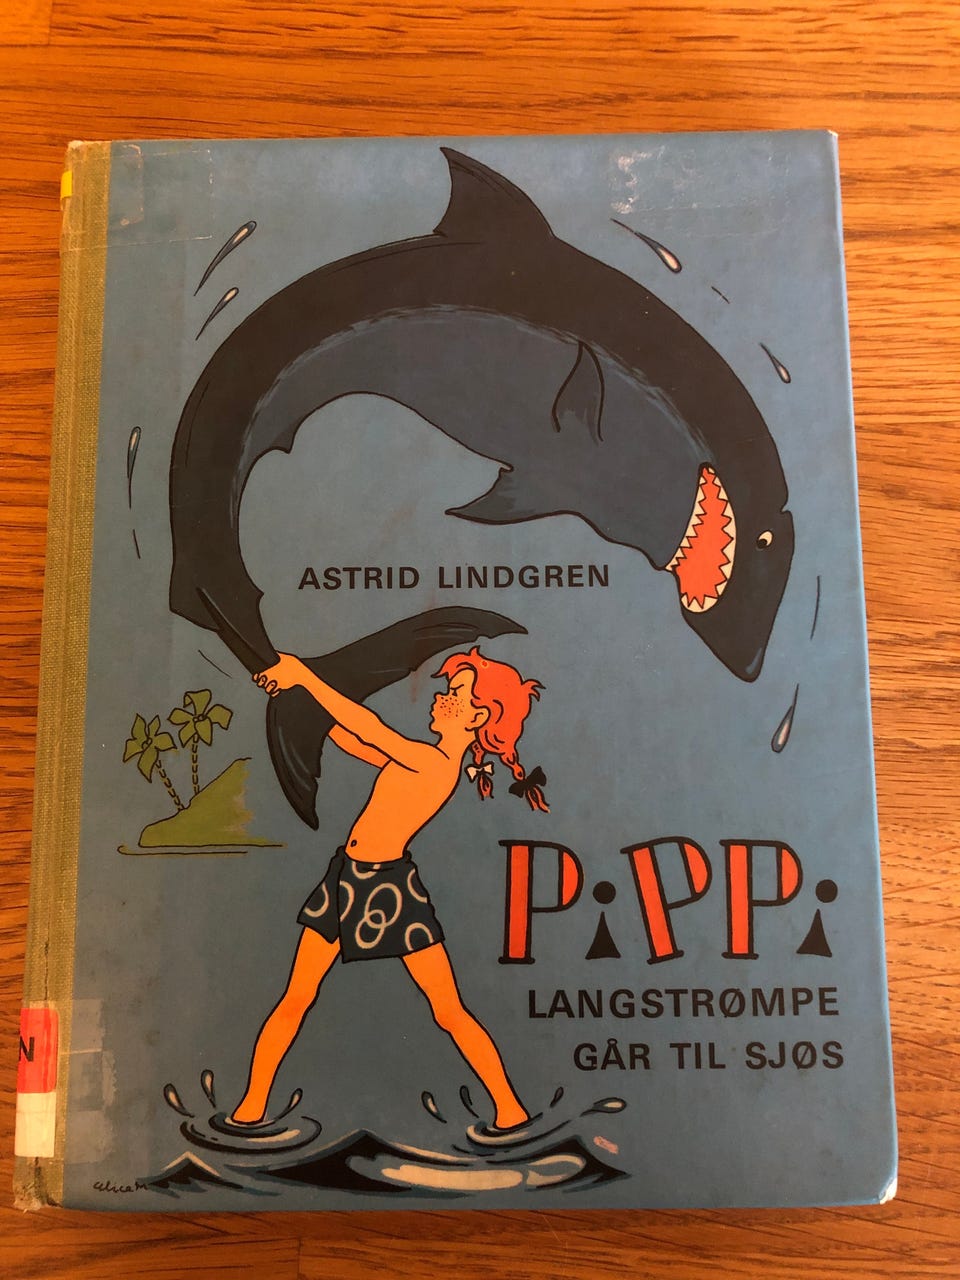 ASTRID LINDGREN
PiPPi
LANGSTRØMPE
GÅR TIL SJØS
N